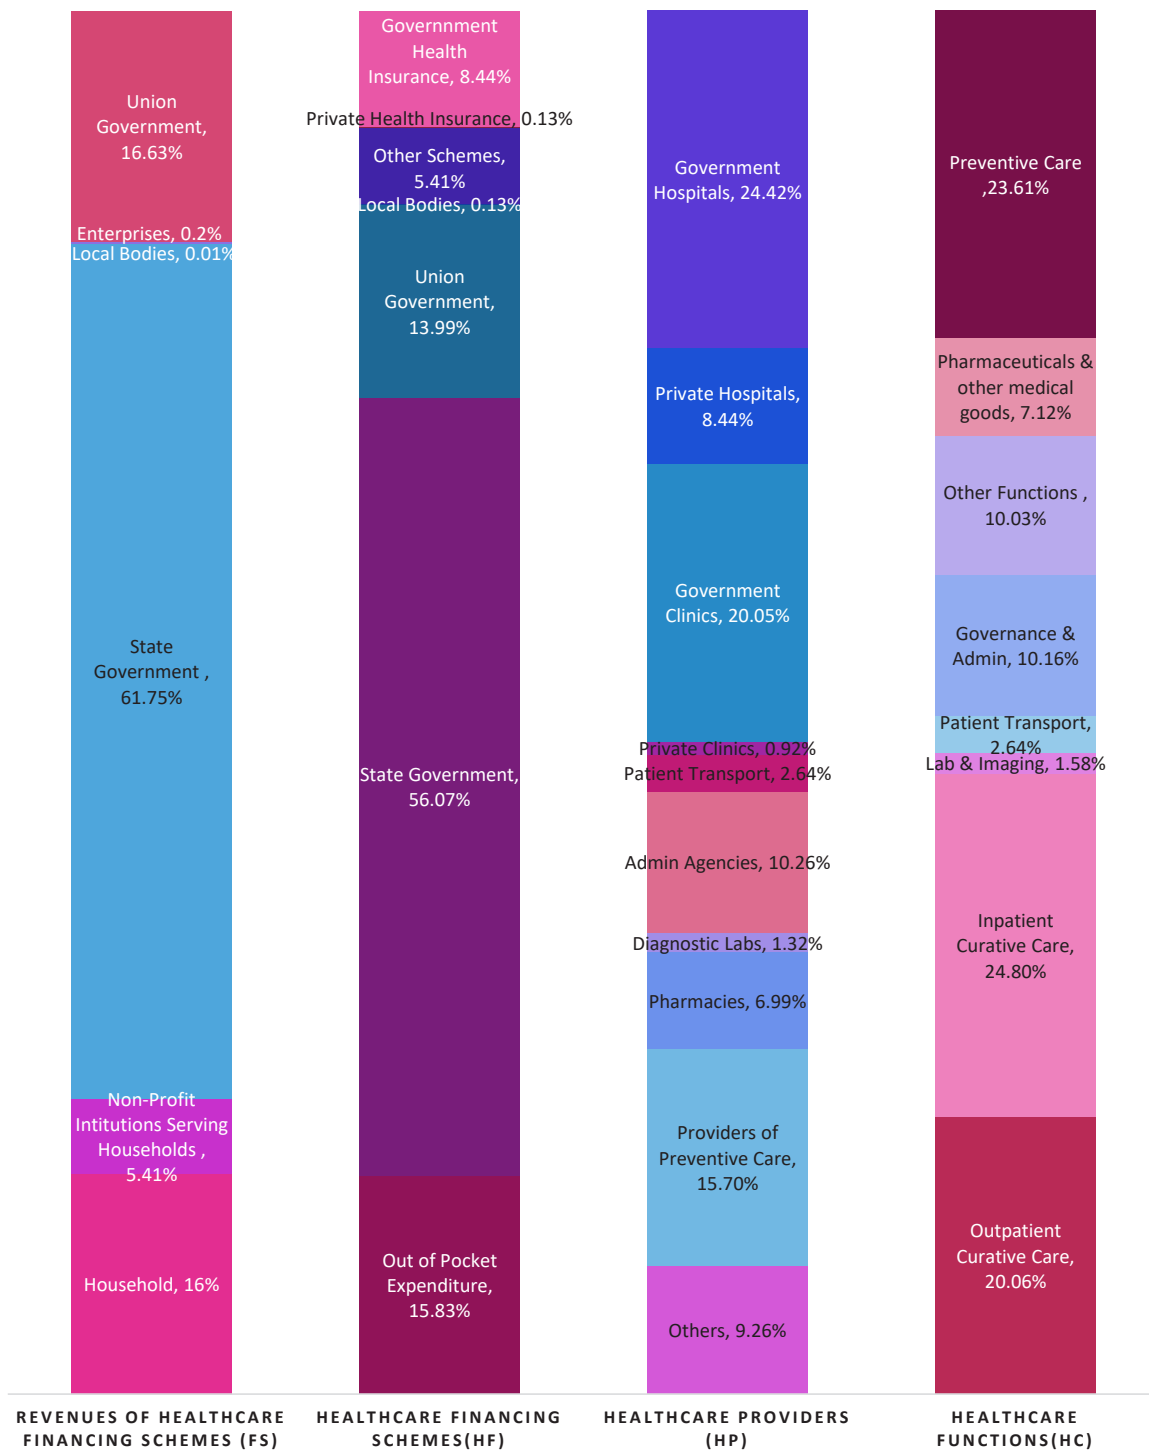 Union
Government,
16.63%
Enterprises, 0.2%
Local Bodies, 0.01%
State
Government ,
61.75%
Non-Profit
Intitutions Serving
Households ,
5.41%
Household, 16%
REVENUES OF HEALTHCARE
FINANCING SCHEMES (FS)
Governnment
Health
Insurance, 8.44%
Private Health Insurance, 0.13%
Other Schemes,
5.41%
Local Bodies, 0.13%
Union
Government,
13.99%
State Government,
56.07%
Out of Pocket
Expenditure,
15.83%
HEALTHCARE FINANCING
SCHEMES(HF)
Government
Hospitals, 24.42%
Private Hospitals,
8.44%
Government
Clinics, 20.05%
Private Clinics, 0.92%
Patient Transport, 2.64%
Admin Agencies, 10.26%
Diagnostic Labs, 1.32%
Pharmacies, 6.99%
Providers of
Preventive Care,
15.70%
Others, 9.26%
HEALTHCARE PROVIDERS
(HP)
Preventive Care
,23.61%
Pharmaceuticals &
other medical
goods, 7.12%
Other Functions ,
10.03%
Governance &
Admin, 10.16%
Patient Transport,
2.64%
Lab & Imaging, 1.58%
Inpatient
Curative Care,
24.80%
Outpatient
Curative Care,
20.06%
HEALTHCARE
FUNCTIONS(HC)